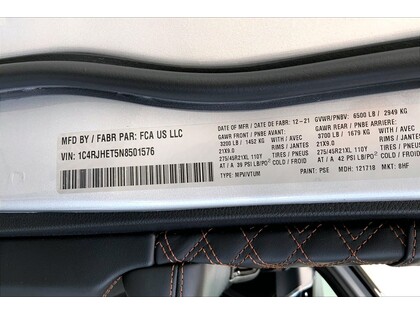 MFD BY / FABR PAR: FCA US LLC
VIN: 1C4RJHET5N8501576
DATE OF MFR / DATE DE FABR: 12-21 GVWR/PNBV: 6500 LB / 2949 KG
GAWR FRONT / PNBE AVANT: WITH / AVEC GAWR REAR / PNBE ARRIERE:
3200 LB / 1452 KG RIMS / JANTES 3700 LB / 1679 KG WITH / AVEC
21X9.0 TIRES / PNEUS 21X9.0 RIMS / JANTES
275/45R21XL 110Y COLD / FROID 275/45R21XL 110Y TIRES / PNEUS
AT / A 39 PSI LB/PO² AT / A 42 PSI LB/PO² COLD / FROID
TYPE: MPV/VTUM PAINT: PSE MDH: 121718 MKT: BHF